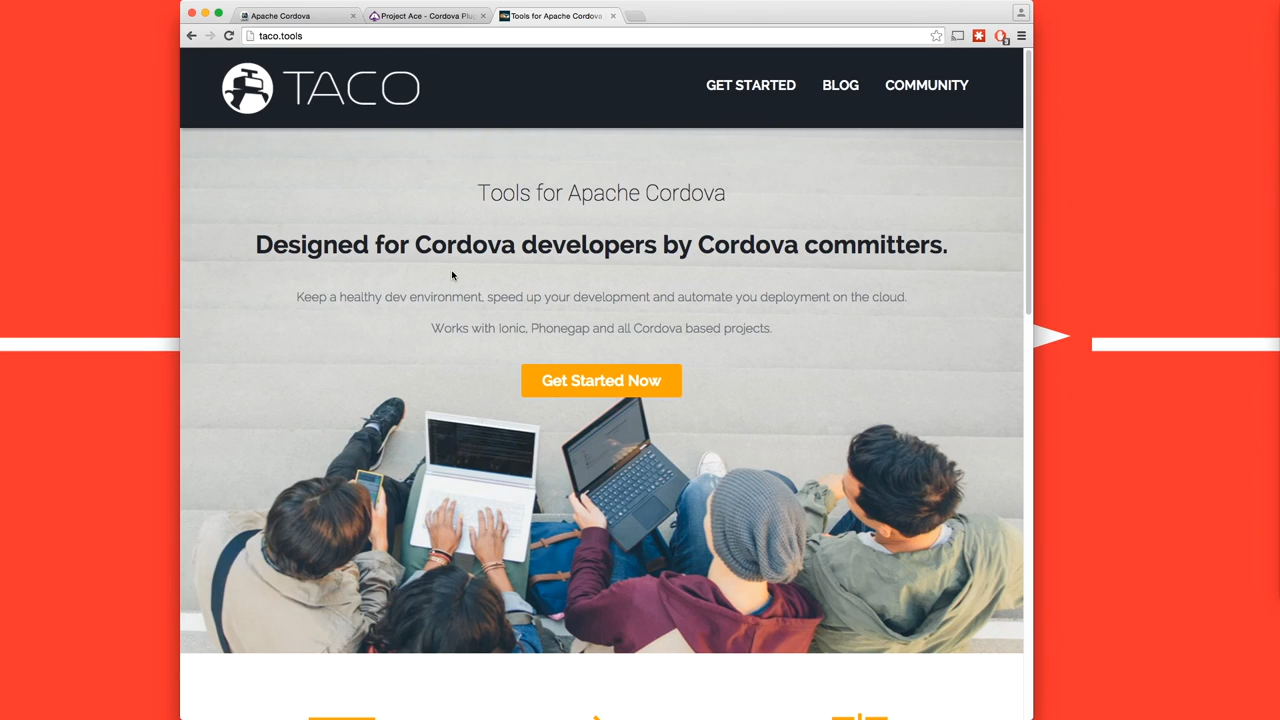 Apache Cordova
Project Ace - Cordova Plu
Tools for Apache Cordova
taco.tools
TACO
GET STARTED
BLOG
COMMUNITY
Tools for Apache Cordova
Designed for Cordova developers by Cordova committers.
Keep a healthy dev environment, speed up your development and automate you deployment on the cloud.
Works with Ionic, Phonegap and all Cordova based projects.
Get Started Now